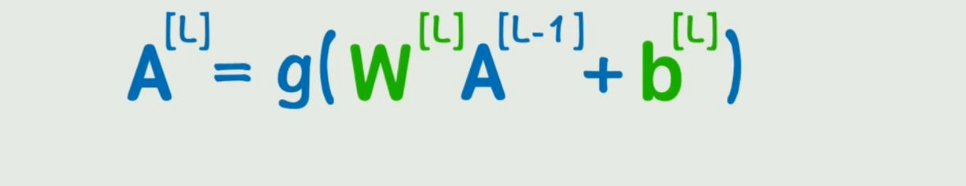 A^[L] = g( W^[L] A^[L-1] + b^[L] )